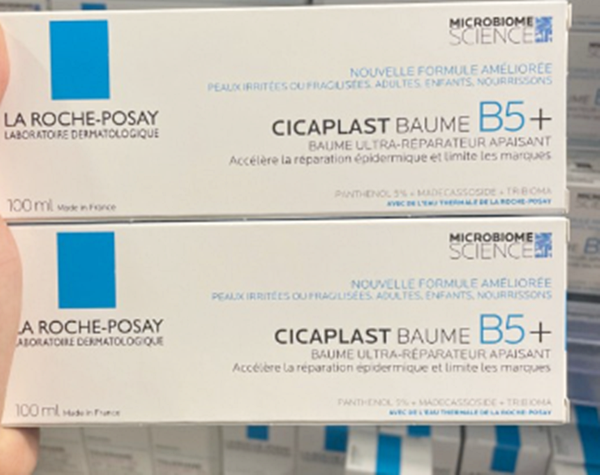 MICROBIOME
SCIENCE
NOUVELLE FORMULE AMÉLIORÉE
PEAUX IRRITÉES OU FRAGILISÉES, ADULTES, ENFANTS, NOURRISSONS
LA ROCHE-POSAY
LABORATOIRE DERMATOLOGIQUE
CICAPLAST BAUME B5+
BAUME ULTRA-RÉPARATEUR APAISANT
Accélère la réparation épidermique et limite les marques
PANTHENOL 5% + MADECASSOSIDE + TRIBIOMA
AVEC DE L'EAU THERMALE DE LA ROCHE-POSAY
100 ml Made in France
MICROBIOME
SCIENCE
NOUVELLE FORMULE AMÉLIORÉE
PEAUX IRRITÉES OU FRAGILISÉES, ADULTES, ENFANTS, NOURRISSONS
LA ROCHE-POSAY
LABORATOIRE DERMATOLOGIQUE
CICAPLAST BAUME B5+
BAUME ULTRA-RÉPARATEUR APAISANT
Accélère la réparation épidermique et limite les marques
PANTHENOL 5% + MADECASSOSIDE + TRIBIOMA
AVEC DE L'EAU THERMALE DE LA ROCHE-POSAY
100 ml Made in France